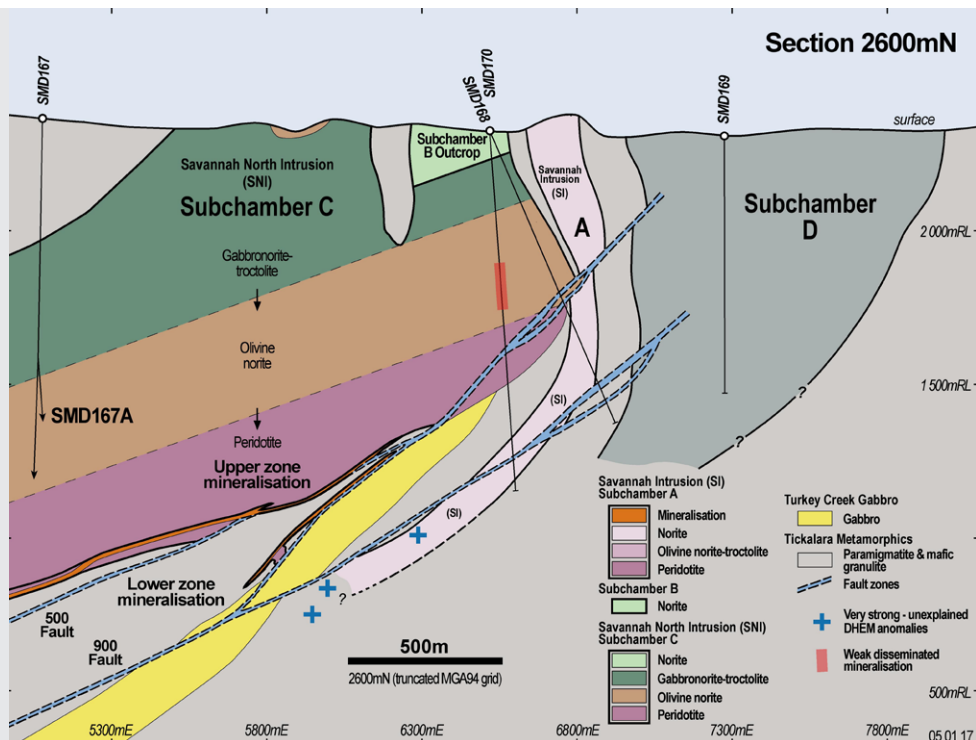 Section 2600mN
SMD167
SMD168
SMD170
SMD169
surface
Subchamber
B Outcrop
Savannah North Intrusion
(SNI)
Subchamber C
Savannah
Intrusion
(SI)
A
Subchamber
D
2 000mRL
Gabbronorite-
troctolite
Olivine
norite
1 500mRL
(SI)
SMD167A
?
Peridotite
?
Upper zone
mineralisation
(SI)
Lower zone
mineralisation
?
500
Fault
900
Fault
500m
2600mN (truncated MGA94 grid)
Savannah Intrusion (SI)
Subchamber A
Mineralisation
Norite
Olivine norite-troctolite
Peridotite
Subchamber B
Norite
Savannah North Intrusion (SNI)
Subchamber C
Norite
Gabbronorite-troctolite
Olivine norite
Peridotite
Turkey Creek Gabbro
Gabbro
Tickalara Metamorphics
Paramigmatite & mafic
granulite
Fault zones
Very strong - unexplained
DHEM anomalies
Weak disseminated
mineralisation
500mRL
5300mE
5800mE
6300mE
6800mE
7300mE
7800mE
05.01.17